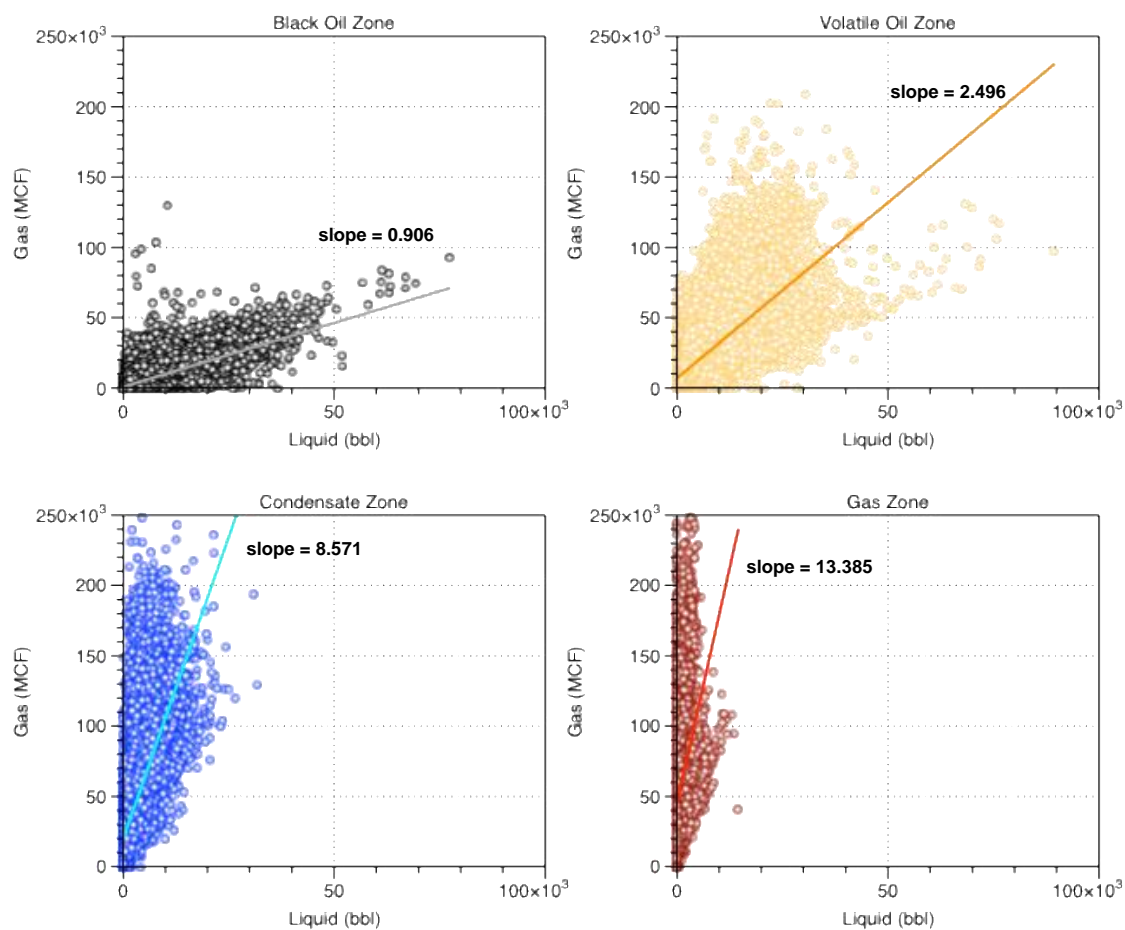 Black Oil Zone
250×10³
200
150
100
50
0
Gas (MCF)
slope = 0.906
0
50
100×10³
Liquid (bbl)
Volatile Oil Zone
250×10³
200
150
100
50
0
Gas (MCF)
slope = 2.496
0
50
100×10³
Liquid (bbl)
Condensate Zone
250×10³
200
150
100
50
0
Gas (MCF)
slope = 8.571
0
50
100×10³
Liquid (bbl)
Gas Zone
250×10³
200
150
100
50
0
Gas (MCF)
slope = 13.385
0
50
100×10³
Liquid (bbl)